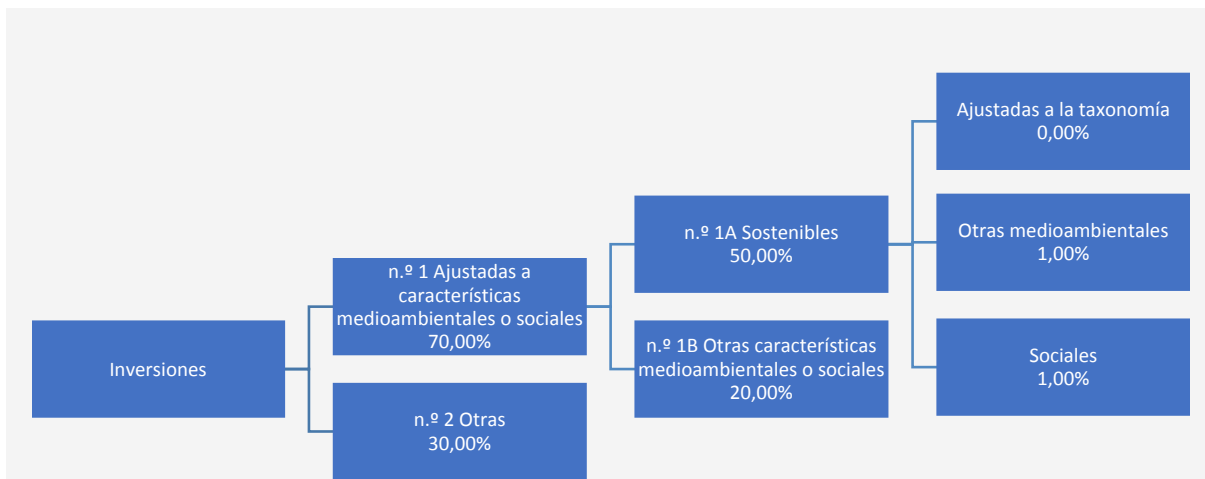 Inversiones
n.º 1 Ajustadas a
características
medioambientales o sociales
70,00%
n.º 2 Otras
30,00%
n.º 1A Sostenibles
50,00%
n.º 1B Otras características
medioambientales o sociales
20,00%
Ajustadas a la taxonomía
0,00%
Otras medioambientales
1,00%
Sociales
1,00%